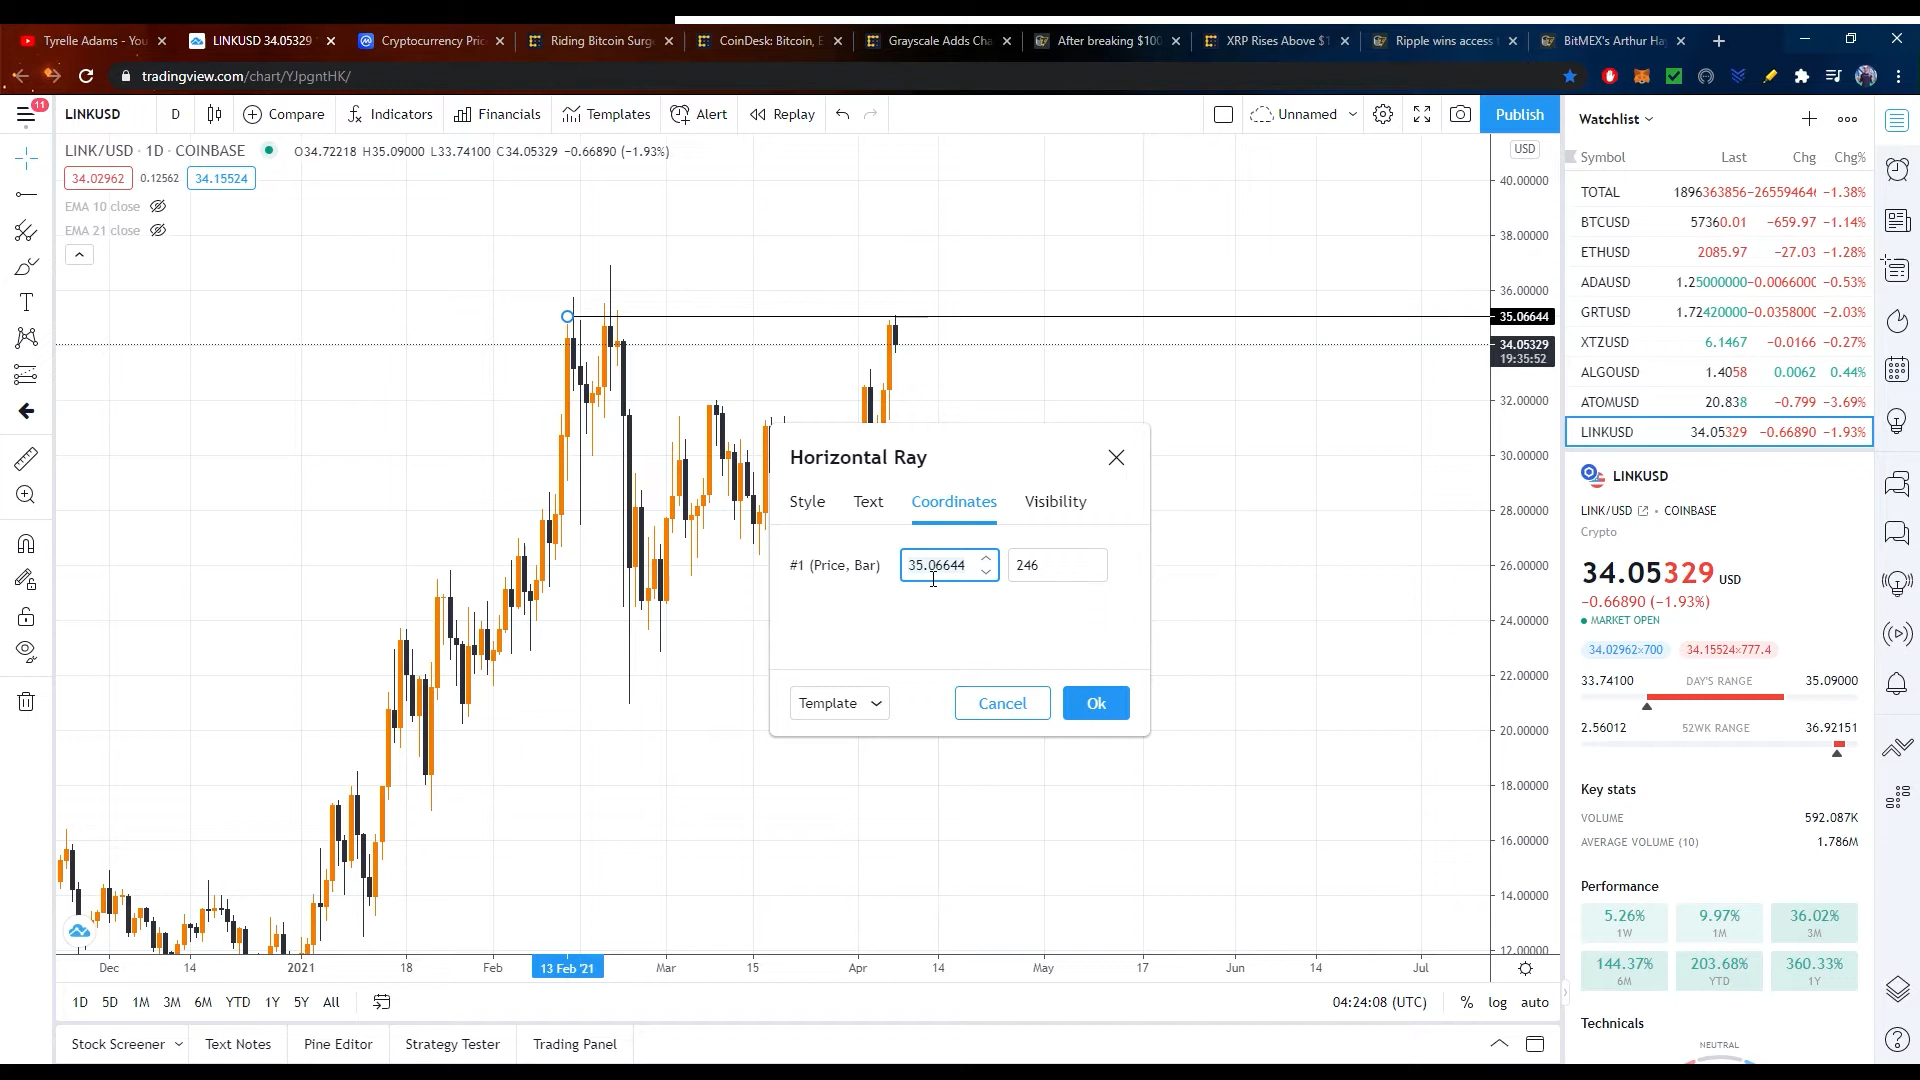 Tyrelle Adams - You
LINKUSD 34.05329
Cryptocurrency Pric
Riding Bitcoin Surge
CoinDesk: Bitcoin, E
Grayscale Adds Cha
After breaking $100
XRP Rises Above $1
Ripple wins access t
BitMEX's Arthur Ha
tradingview.com/chart/YJpgntHK/
11
LINKUSD
D
Compare
Indicators
Financials
Templates
Alert
Replay
Unnamed
Publish
LINK/USD · 1D · COINBASE
O34.72218 H35.09000 L33.74100 C34.05329 −0.66890 (−1.93%)
34.02962
0.12562
34.15524
EMA 10 close
EMA 21 close
USD
40.00000
38.00000
36.00000
35.06644
34.05329
19:35:52
32.00000
30.00000
28.00000
26.00000
24.00000
22.00000
20.00000
18.00000
16.00000
14.00000
12.00000
Horizontal Ray
Style
Text
Coordinates
Visibility
#1 (Price, Bar)
35.06644
246
Template
Cancel
Ok
Dec
14
2021
18
Feb
13 Feb '21
Mar
15
Apr
14
May
17
Jun
14
Jul
1D
5D
1M
3M
6M
YTD
1Y
5Y
All
04:24:08 (UTC)
%
log
auto
Stock Screener
Text Notes
Pine Editor
Strategy Tester
Trading Panel
Watchlist
Symbol Last Chg Chg%
TOTAL 1896363856 −26559464 −1.38%
BTCUSD 57360.01 −659.97 −1.14%
ETHUSD 2085.97 −27.03 −1.28%
ADAUSD 1.25000000 −0.0066000 −0.53%
GRTUSD 1.72420000 −0.0358000 −2.03%
XTZUSD 6.1467 −0.0166 −0.27%
ALGOUSD 1.4058 0.0062 0.44%
ATOMUSD 20.838 −0.799 −3.69%
LINKUSD 34.05329 −0.66890 −1.93%
LINKUSD
LINK/USD • COINBASE
Crypto
34.05329 USD
−0.66890 (−1.93%)
MARKET OPEN
34.02962×700
34.15524×777.4
33.74100 DAY'S RANGE 35.09000
2.56012 52WK RANGE 36.92151
Key stats
VOLUME 592.087K
AVERAGE VOLUME (10) 1.786M
Performance
5.26%
1W
9.97%
1M
36.02%
3M
144.37%
6M
203.68%
YTD
360.33%
1Y
Technicals
NEUTRAL